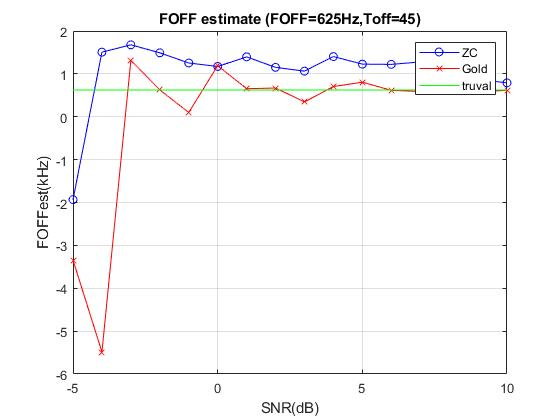 FOFF estimate (FOFF=625Hz,Toff=45)
2
1
0
-1
-2
-3
-4
-5
-6
FOFFest(kHz)
ZC
Gold
truval
-5
0
5
10
SNR(dB)